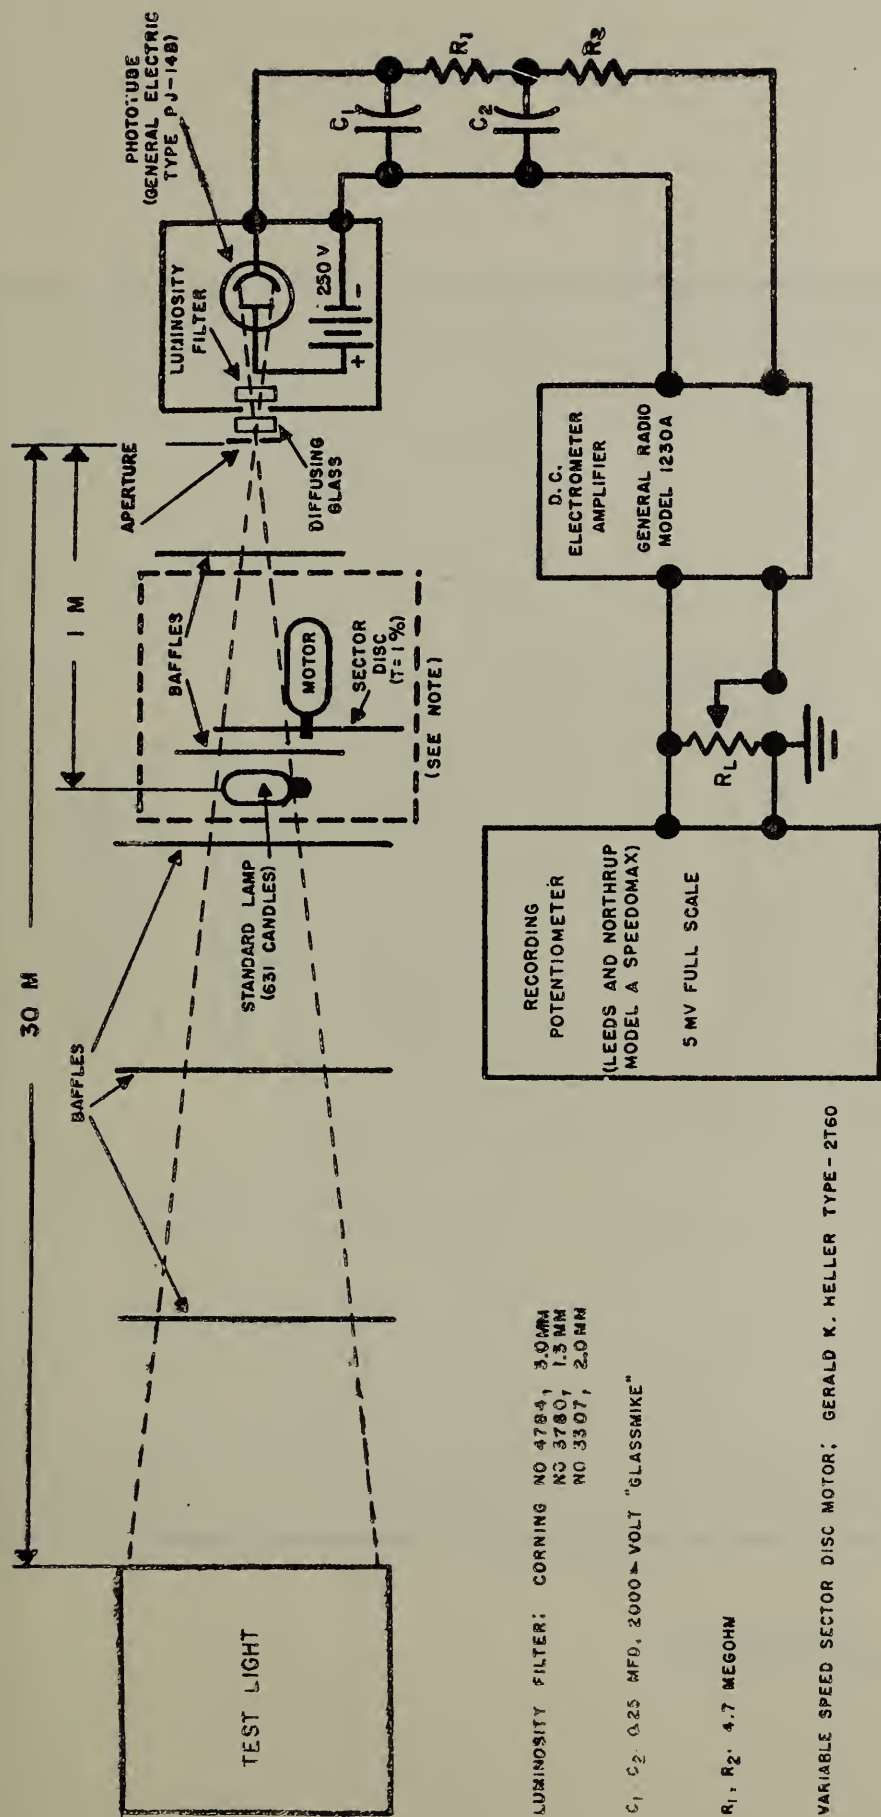 30 M
1 M
BAFFLES
TEST LIGHT
STANDARD LAMP
(631 CANDLES)
BAFFLES
MOTOR
SECTOR
DISC
(T=1%)
(SEE NOTE)
APERTURE
DIFFUSING
GLASS
LUMINOSITY
FILTER
PHOTOTUBE
(GENERAL ELECTRIC
TYPE PJ-14B)
250 V
+
-
C1
C2
R1
R2
D.C.
ELECTROMETER
AMPLIFIER
GENERAL RADIO
MODEL 1230A
RL
RECORDING
POTENTIOMETER
(LEEDS AND NORTHRUP
MODEL A SPEEDOMAX)
5 MV FULL SCALE
LUMINOSITY FILTER: CORNING NO 4784, 3.0MM
NO 3780, 1.3 MM
NO 3307, 2.0MM
C1, C2. 0.25 MFD. 2000-VOLT "GLASSMIKE"
R1, R2. 4.7 MEGOHM
VARIABLE SPEED SECTOR DISC MOTOR; GERALD K. HELLER TYPE-2T60